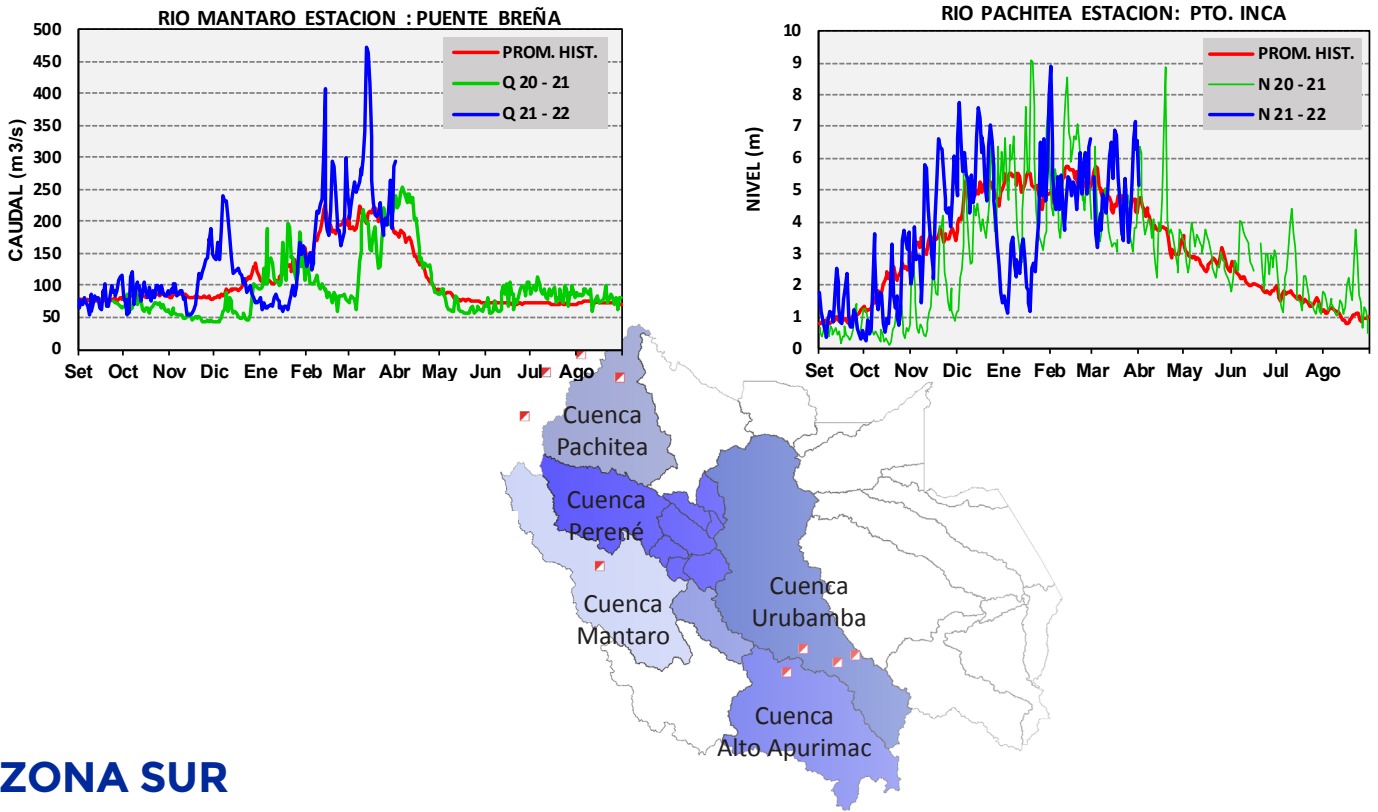 RIO MANTARO ESTACION : PUENTE BREÑA
CAUDAL (m3/s)
500
450
400
350
300
250
200
150
100
50
0
PROM. HIST.
Q 20 - 21
Q 21 - 22
Set Oct Nov Dic Ene Feb Mar Abr May Jun Jul Ago
RIO PACHITEA ESTACION: PTO. INCA
NIVEL (m)
10
9
8
7
6
5
4
3
2
1
0
PROM. HIST.
N 20 - 21
N 21 - 22
Set Oct Nov Dic Ene Feb Mar Abr May Jun Jul Ago
Cuenca
Pachitea
Cuenca
Perené
Cuenca
Mantaro
Cuenca
Urubamba
Cuenca
Alto Apurimac
ZONA SUR